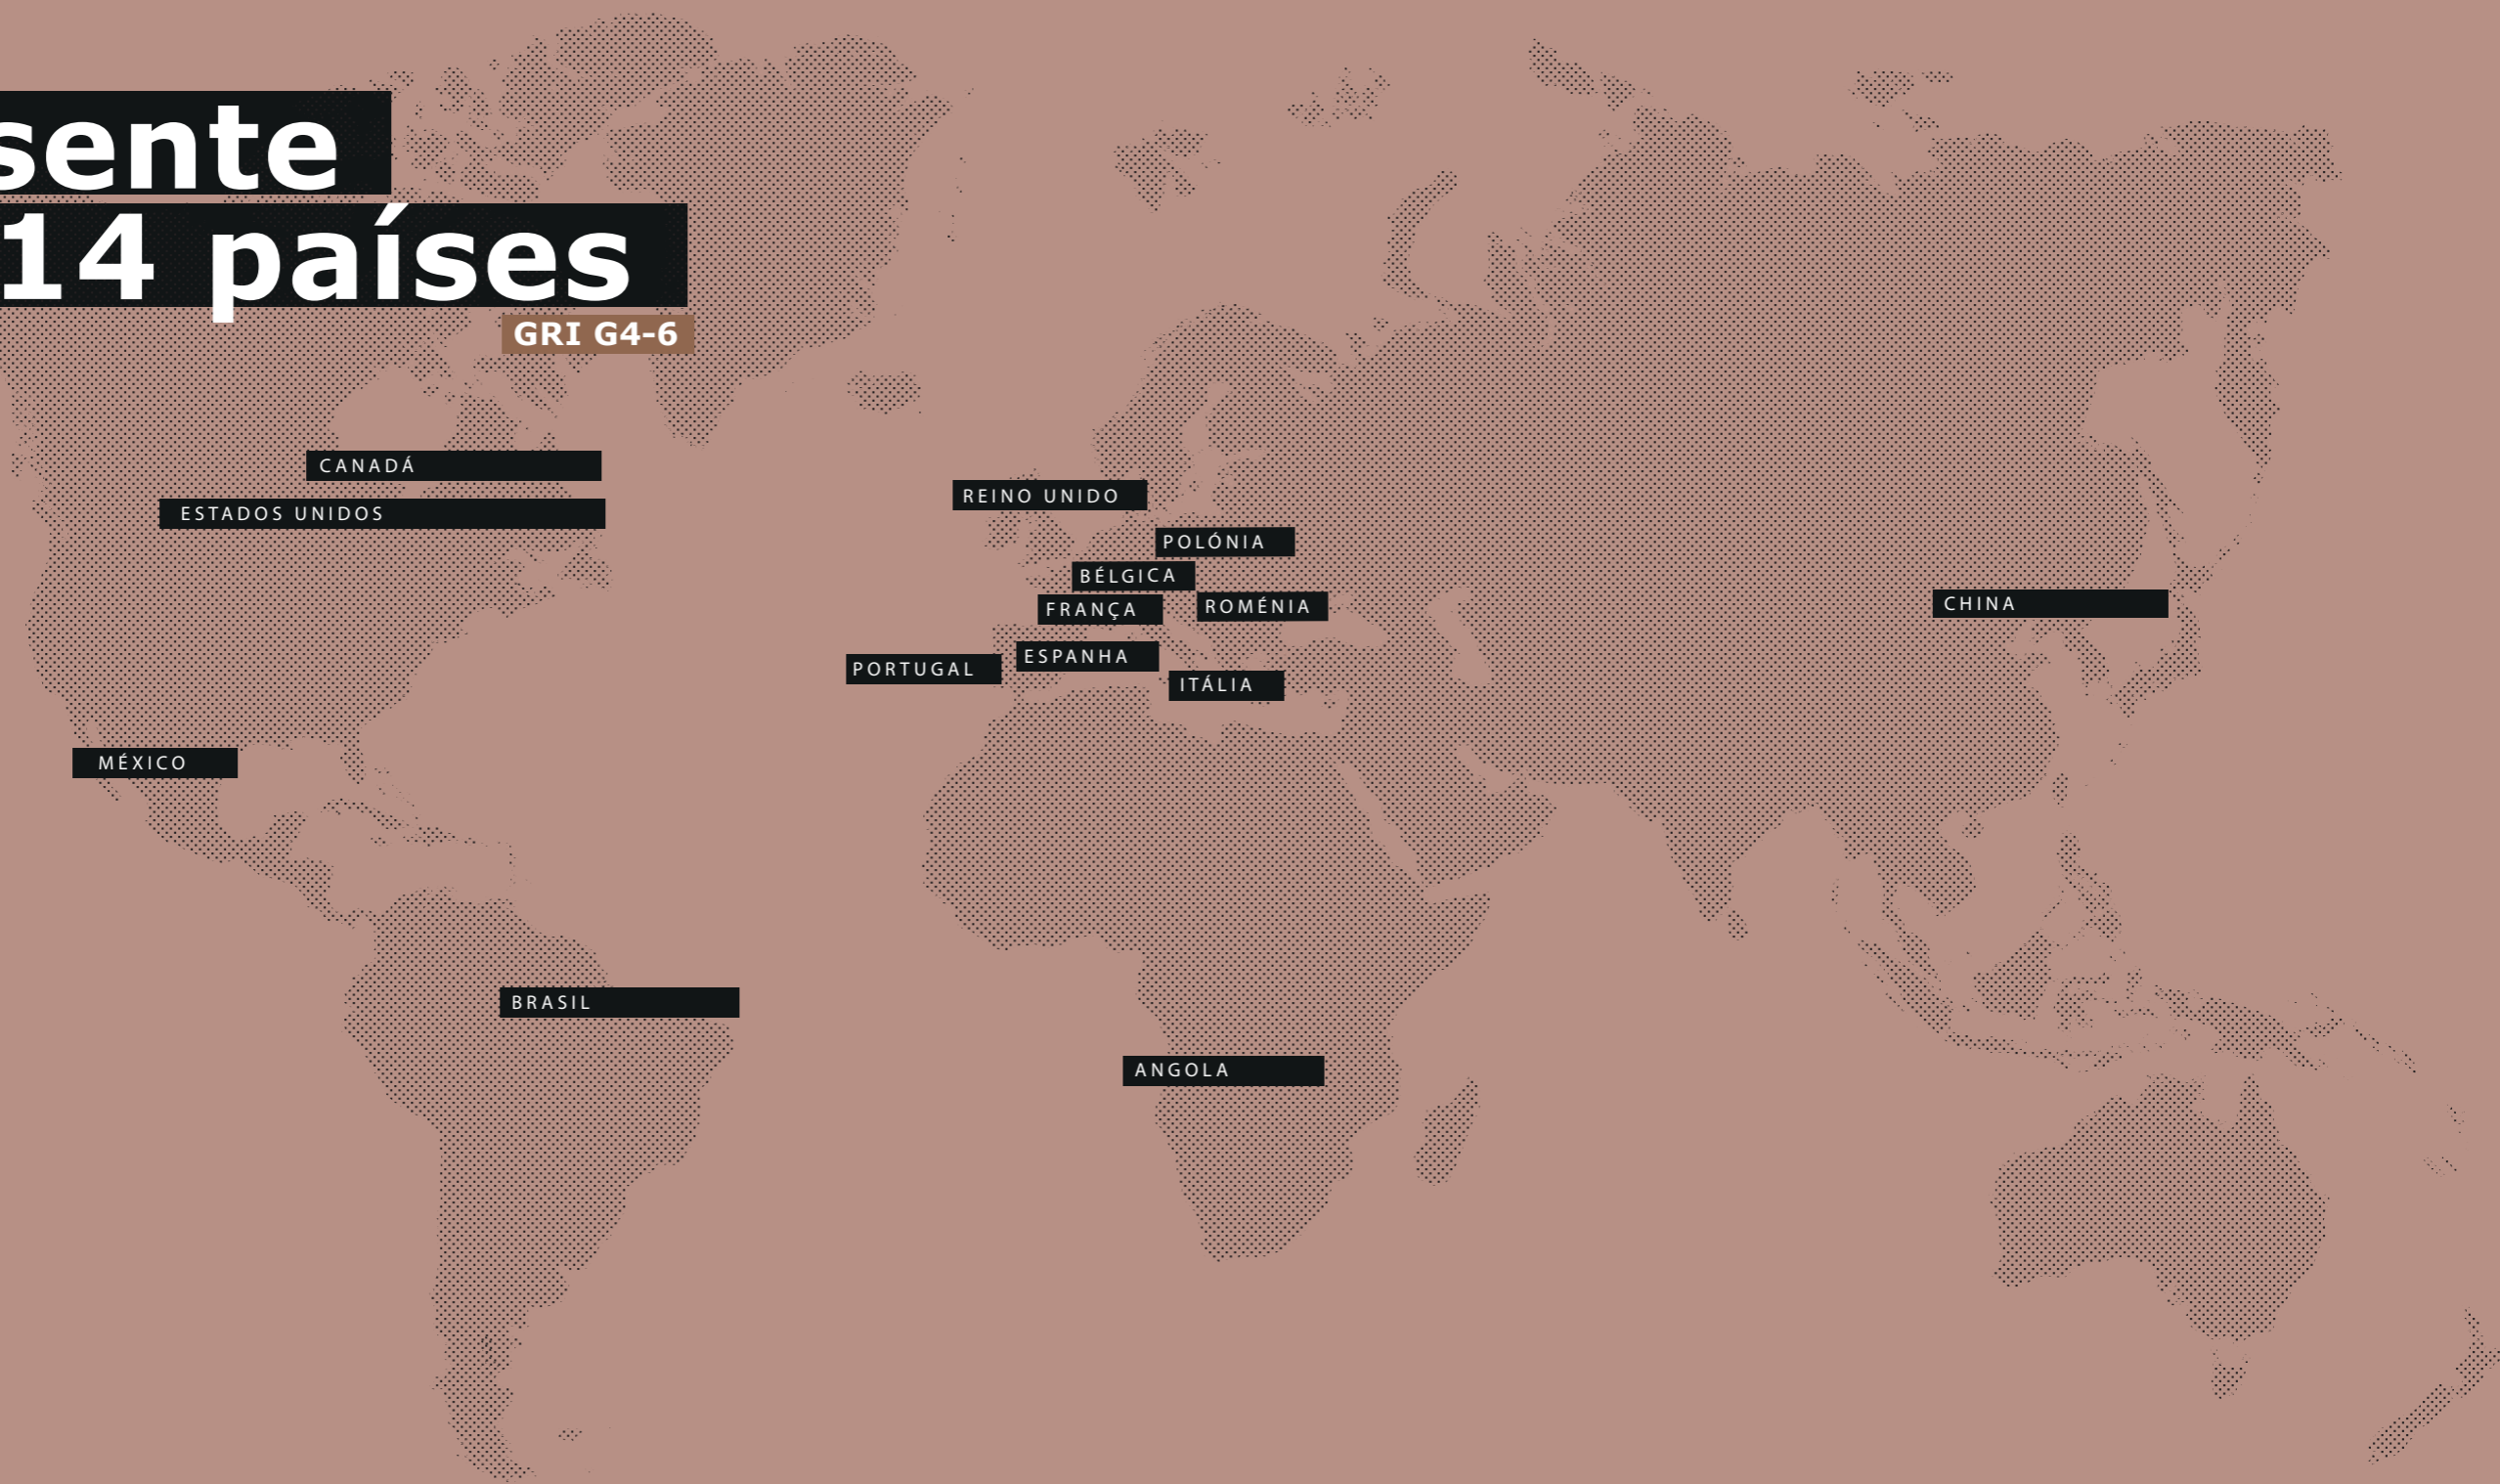 sente
14 países
GRI G4-6
CANADÁ
ESTADOS UNIDOS
REINO UNIDO
POLÓNIA
BÉLGICA
FRANÇA
ROMÉNIA
CHINA
PORTUGAL
ESPANHA
ITÁLIA
MÉXICO
BRASIL
ANGOLA